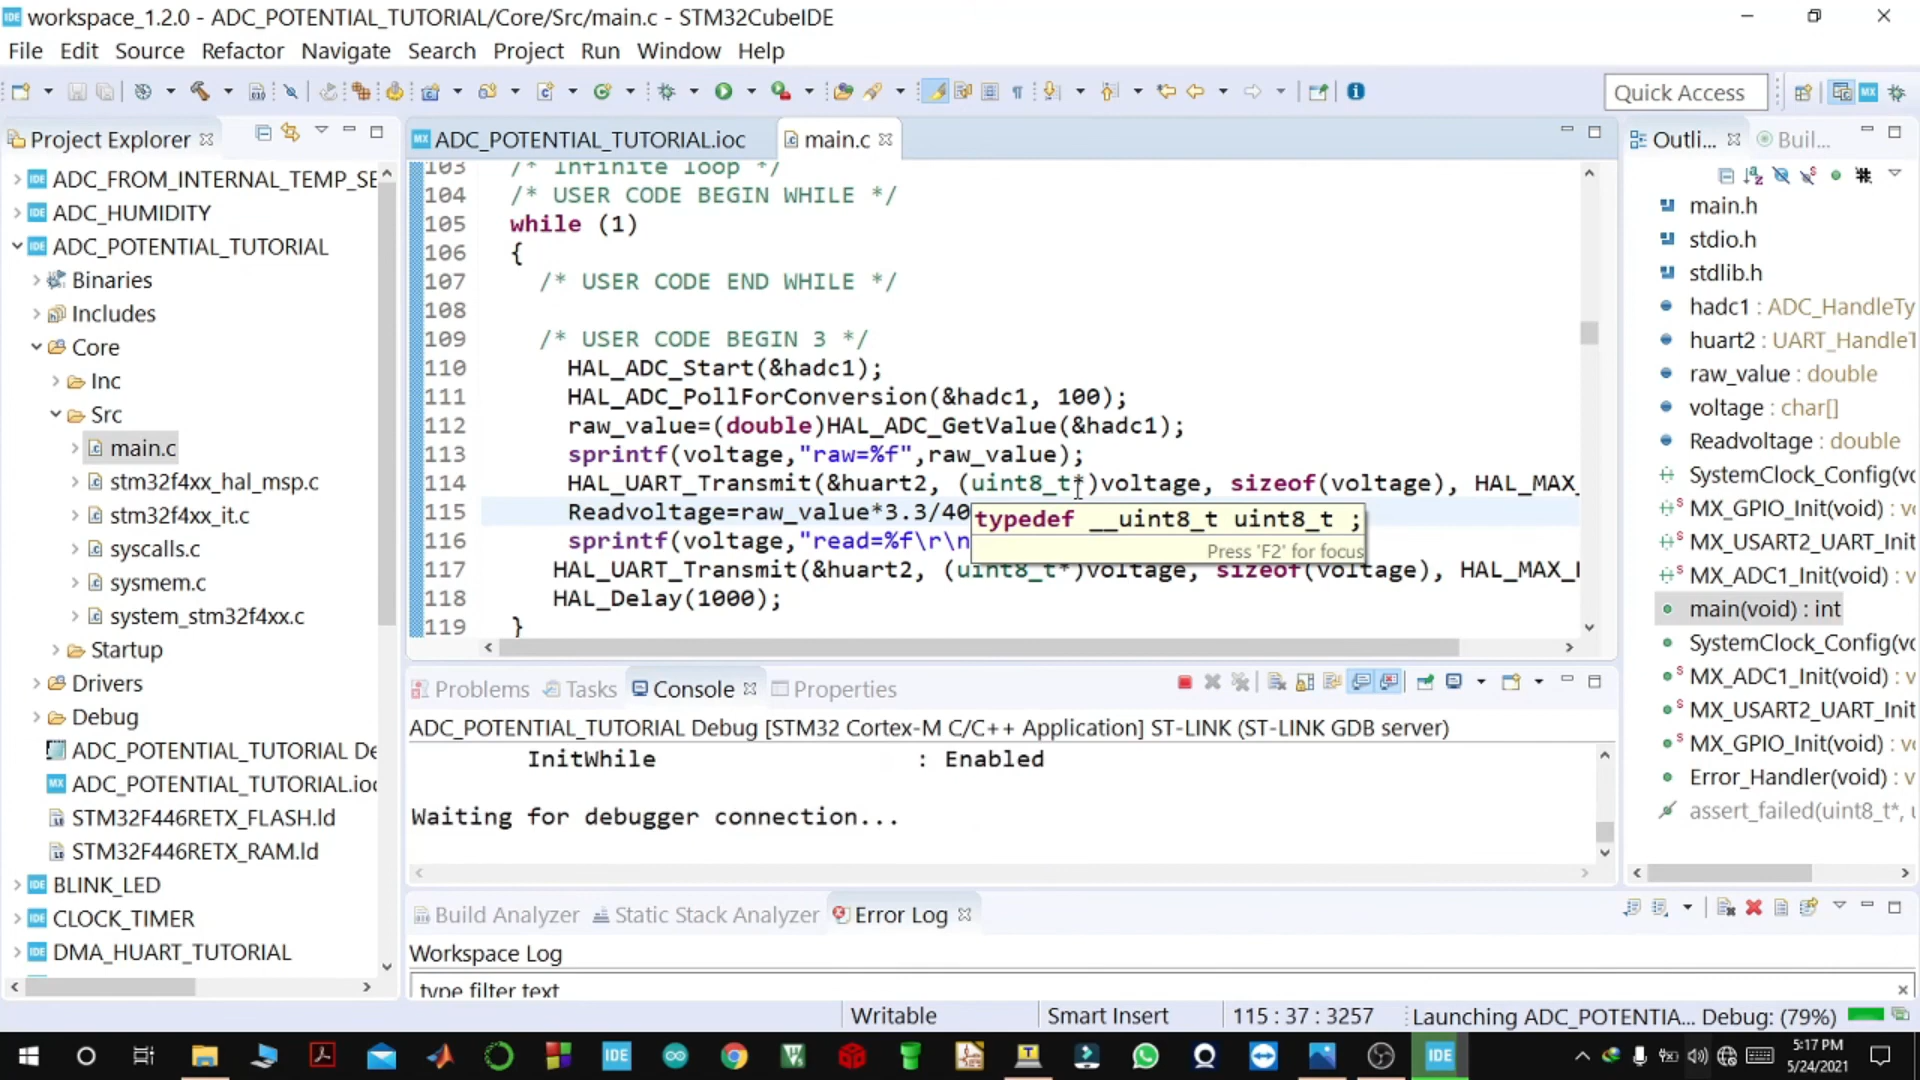 workspace_1.2.0 - ADC_POTENTIAL_TUTORIAL/Core/Src/main.c - STM32CubeIDE
File Edit Source Refactor Navigate Search Project Run Window Help
Quick Access
Project Explorer
ADC_FROM_INTERNAL_TEMP_SE
ADC_HUMIDITY
ADC_POTENTIAL_TUTORIAL
Binaries
Includes
Core
Inc
Src
main.c
stm32f4xx_hal_msp.c
stm32f4xx_it.c
syscalls.c
sysmem.c
system_stm32f4xx.c
Startup
Drivers
Debug
ADC_POTENTIAL_TUTORIAL De
ADC_POTENTIAL_TUTORIAL.ioc
STM32F446RETX_FLASH.ld
STM32F446RETX_RAM.ld
BLINK_LED
CLOCK_TIMER
DMA_HUART_TUTORIAL
ADC_POTENTIAL_TUTORIAL.ioc main.c
103 /* Infinite loop */
104 /* USER CODE BEGIN WHILE */
105 while (1)
106 {
107 /* USER CODE END WHILE */
108
109 /* USER CODE BEGIN 3 */
110 HAL_ADC_Start(&hadc1);
111 HAL_ADC_PollForConversion(&hadc1, 100);
112 raw_value=(double)HAL_ADC_GetValue(&hadc1);
113 sprintf(voltage,"raw=%f",raw_value);
114 HAL_UART_Transmit(&huart2, (uint8_t*)voltage, sizeof(voltage), HAL_MAX_
115 Readvoltage=raw_value*3.3/40
typedef __uint8_t uint8_t ;
116 sprintf(voltage,"read=%f\r\n
Press 'F2' for focus
117 HAL_UART_Transmit(&huart2, (uint8_t*)voltage, sizeof(voltage), HAL_MAX_
118 HAL_Delay(1000);
119 }
Problems Tasks Console Properties
ADC_POTENTIAL_TUTORIAL Debug [STM32 Cortex-M C/C++ Application] ST-LINK (ST-LINK GDB server)
InitWhile : Enabled
Waiting for debugger connection...
Build Analyzer Static Stack Analyzer Error Log
Workspace Log
type filter text
Outli... Buil...
main.h
stdio.h
stdlib.h
hadc1 : ADC_HandleTy
huart2 : UART_HandleT
raw_value : double
voltage : char[]
Readvoltage : double
SystemClock_Config(vo
MX_GPIO_Init(void) : v
MX_USART2_UART_Init
MX_ADC1_Init(void) : v
main(void) : int
SystemClock_Config(vo
MX_ADC1_Init(void) : v
MX_USART2_UART_Init
MX_GPIO_Init(void) : vo
Error_Handler(void) : v
assert_failed(uint8_t*, u
Writable Smart Insert 115 : 37 : 3257 Launching ADC_POTENTIA... Debug: (79%)
5:17 PM
5/24/2021